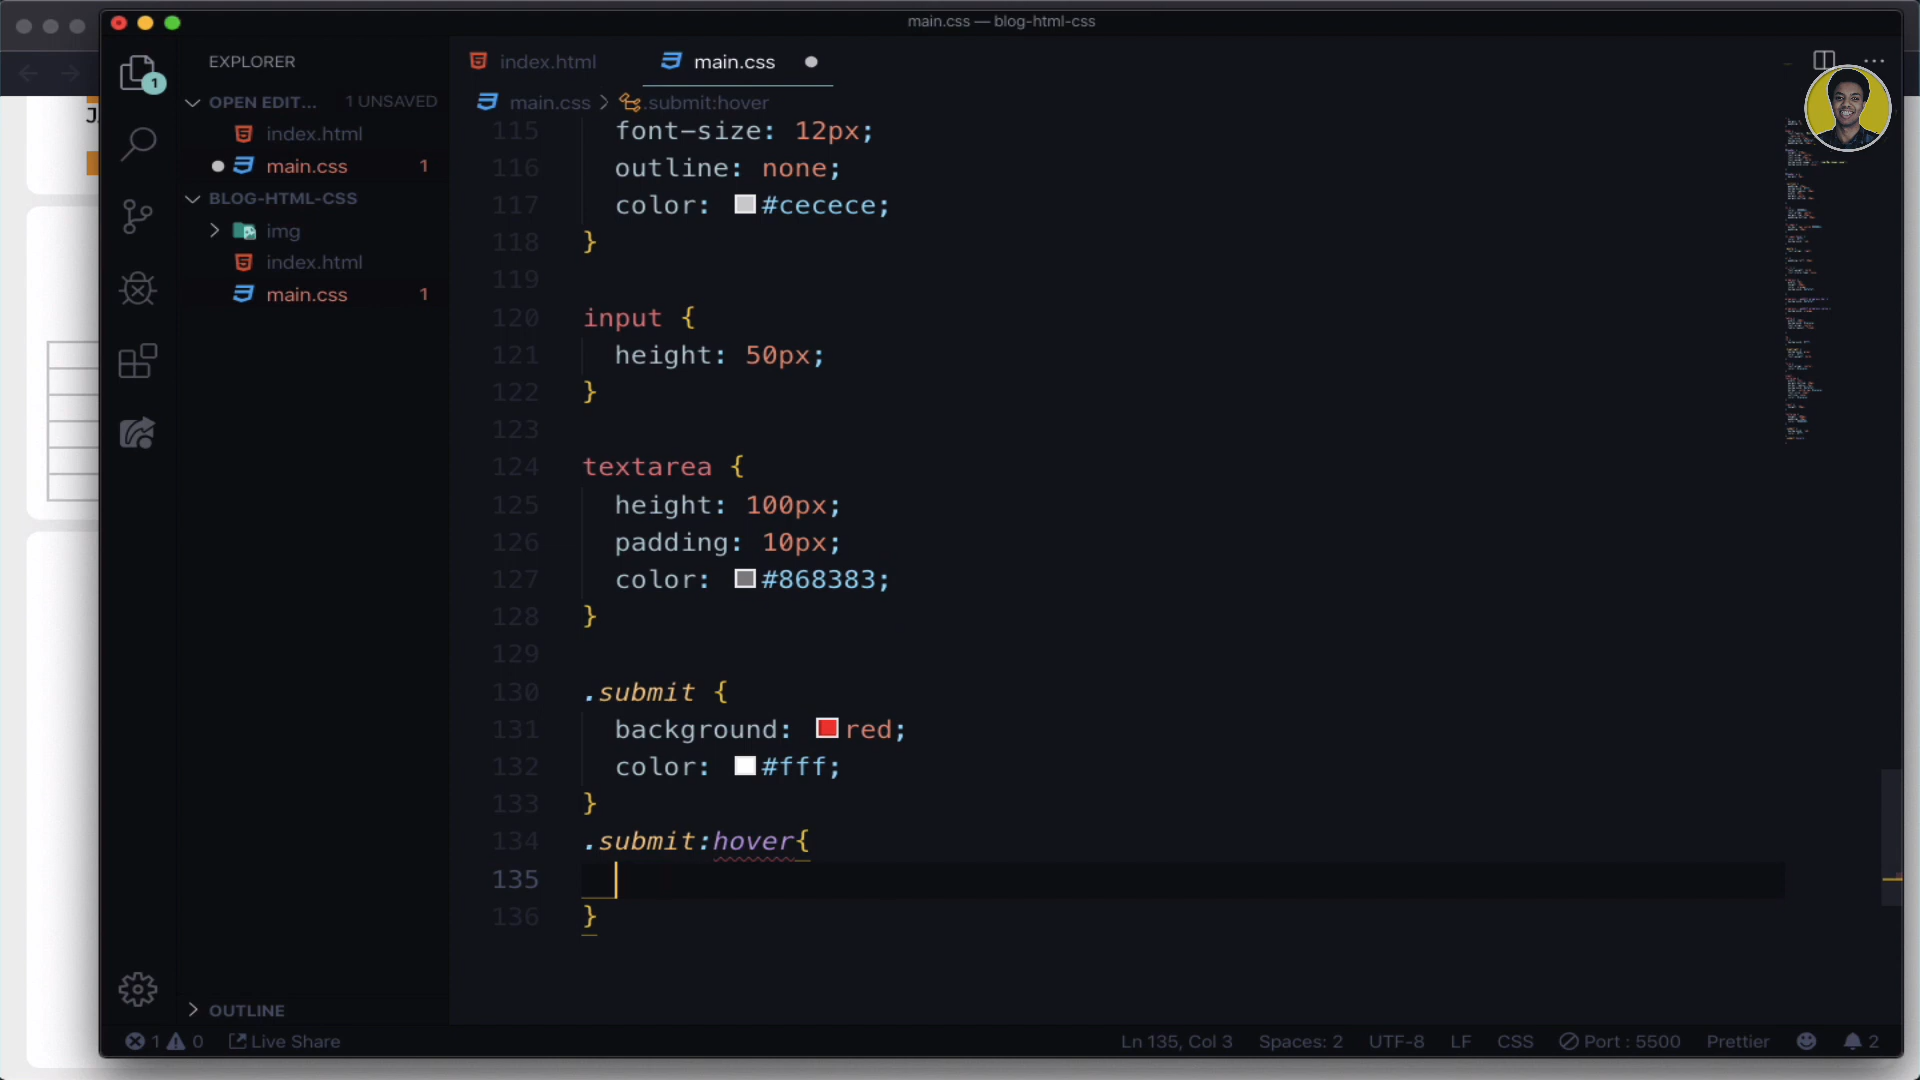 main.css — blog-html-css
EXPLORER
OPEN EDIT... 1 UNSAVED
index.html
main.css 1
BLOG-HTML-CSS
img
index.html
main.css 1
OUTLINE
1
index.html
main.css
main.css > .submit:hover
115 font-size: 12px;
116 outline: none;
117 color: #cecece;
118 }
119
120 input {
121 height: 50px;
122 }
123
124 textarea {
125 height: 100px;
126 padding: 10px;
127 color: #868383;
128 }
129
130 .submit {
131 background: red;
132 color: #fff;
133 }
134 .submit:hover{
135
136 }
1 0 Live Share
Ln 135, Col 3 Spaces: 2 UTF-8 LF CSS Port : 5500 Prettier 2